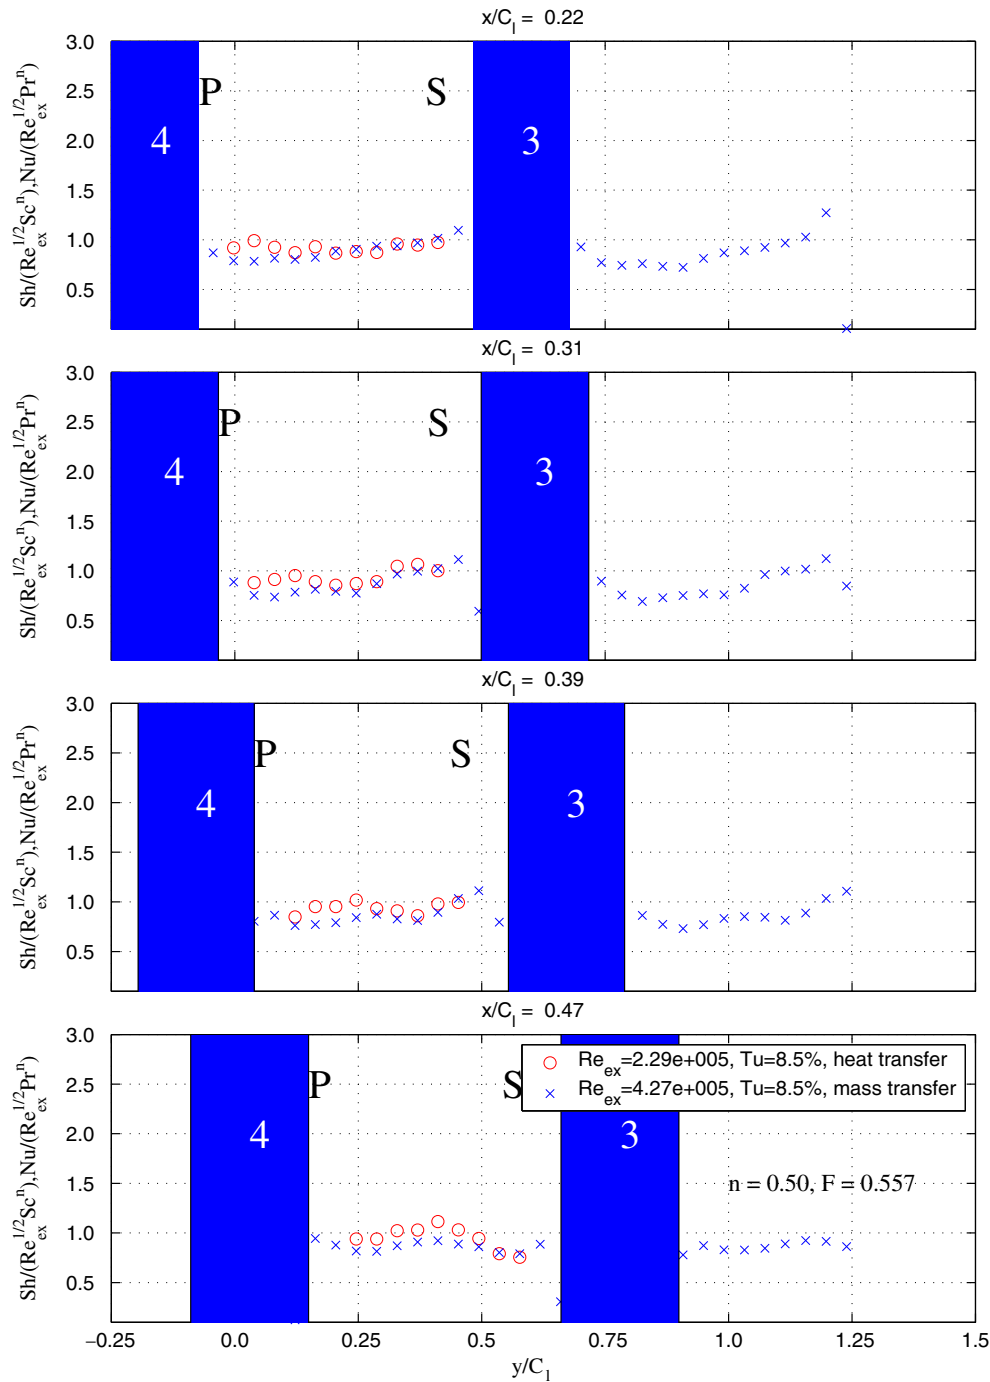 x/C_l = 0.22
3.0
2.5
2.0
1.5
1.0
0.5
Sh/(Re_ex^1/2 Sc^n),Nu/(Re_ex^1/2 Pr^n)
P S
4 3
x/C_l = 0.31
3.0
2.5
2.0
1.5
1.0
0.5
Sh/(Re_ex^1/2 Sc^n),Nu/(Re_ex^1/2 Pr^n)
P S
4 3
x/C_l = 0.39
3.0
2.5
2.0
1.5
1.0
0.5
Sh/(Re_ex^1/2 Sc^n),Nu/(Re_ex^1/2 Pr^n)
P S
4 3
x/C_l = 0.47
3.0
2.5
2.0
1.5
1.0
0.5
Sh/(Re_ex^1/2 Sc^n),Nu/(Re_ex^1/2 Pr^n)
Re_ex=2.29e+005, Tu=8.5%, heat transfer
Re_ex=4.27e+005, Tu=8.5%, mass transfer
P S
4 3
n = 0.50, F = 0.557
−0.25 0.0 0.25 0.5 0.75 1.0 1.25 1.5
y/C_l